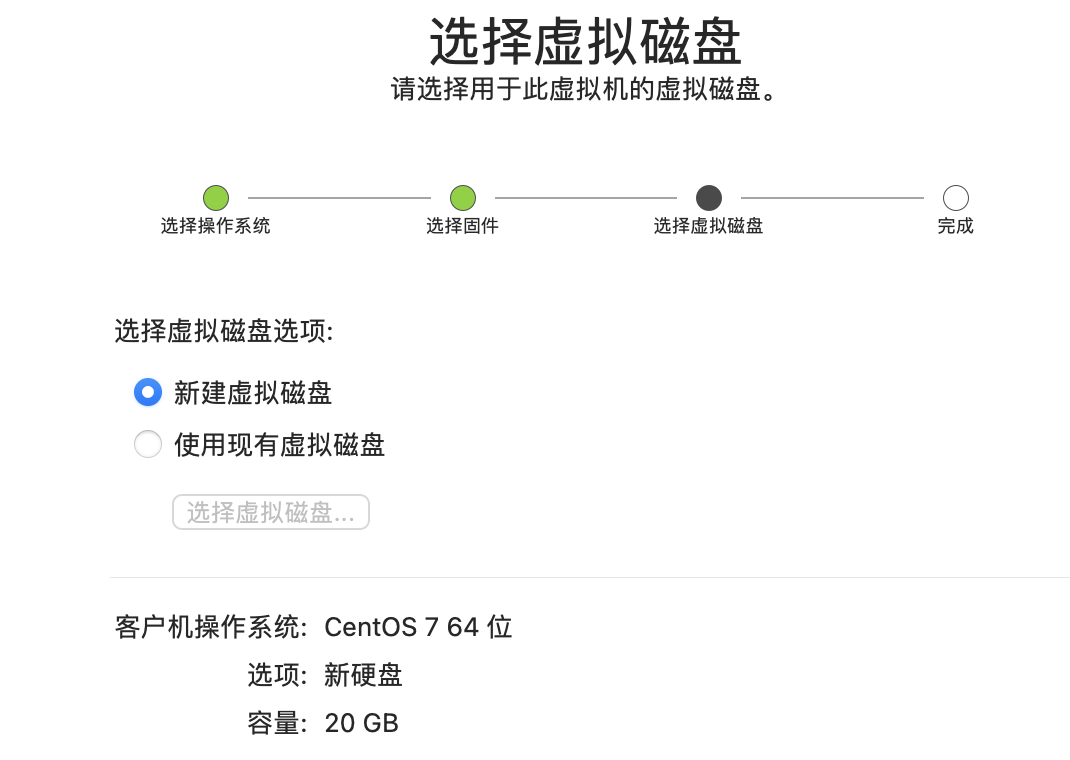 选择虚拟磁盘
请选择用于此虚拟机的虚拟磁盘。
选择操作系统 选择固件 选择虚拟磁盘 完成
选择虚拟磁盘选项:
新建虚拟磁盘
使用现有虚拟磁盘
选择虚拟磁盘...
客户机操作系统: CentOS 7 64 位
选项: 新硬盘
容量: 20 GB